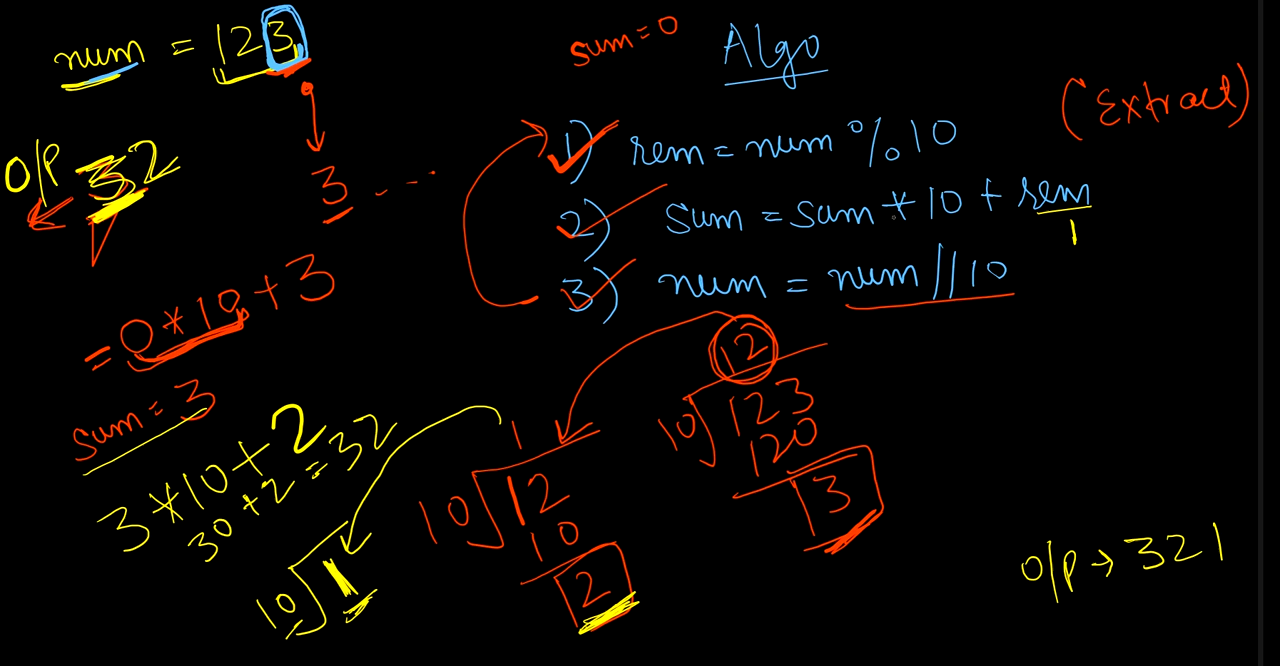 num = 123
sum=0
Algo
(Extract)
O/P 32
3 ...
1) rem = num % 10
2) sum = sum * 10 + rem
1
3) num = num // 10
= 0*10+3
sum = 3
3*10+2
30+2=32
12
10 123
120
3
1
10 12
10
2
10 1
O/P → 321